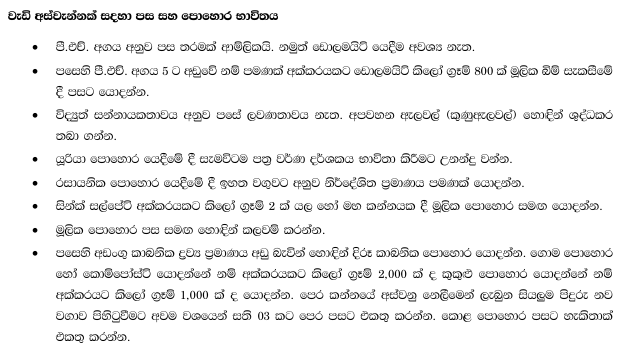 වැඩි අස්වැන්නක් සඳහා පස සහ පොහොර භාවිතය
• පී.එච්. අගය අනුව පස තරමක් ආම්ලිකයි. නමුත් ඩොලමයිට් යෙදීම අවශ්‍ය නැත.
• පසෙහි පී.එච්. අගය 5 ට අඩුවේ නම් පමණක් අක්කරයකට ඩොලමයිට් කිලෝ ග්‍රෑම් 800 ක් මූලික බිම් සැකසීමේ
දී පසට යොදන්න.
• විද්‍යුත් සන්නායකතාවය අනුව පසේ ලවණතාවය නැත. අපවහන ඇලවල් (කුණුඇලවල්) හොඳින් ශුද්ධකර
තබා ගන්න.
• යූරියා පොහොර යෙදීමේ දී සැමවිටම පත්‍ර වර්ණ දර්ශකය භාවිතා කිරීමට උනන්දු වන්න.
• රසායනික පොහොර යෙදීමේ දී ඉහත වගුවට අනුව නිර්දේශිත ප්‍රමාණය පමණක් යොදන්න.
• සින්ක් සල්පේට් අක්කරයකට කිලෝ ග්‍රෑම් 2 ක් යල හෝ මහ කන්නයක දී මූලික පොහොර සමඟ යොදන්න.
• මූලික පොහොර පස සමඟ හොඳින් කලවම් කරන්න.
• පසෙහි අඩංගු කාබනික ද්‍රව්‍ය ප්‍රමාණය අඩු බැවින් හොඳින් දිරූ කාබනික පොහොර යොදන්න. ගොම පොහොර
හෝ කොම්පෝස්ට් යොදන්නේ නම් අක්කරයකට කිලෝ ග්‍රෑම් 2,000 ක් ද කුකුළු පොහොර යොදන්නේ නම්
අක්කරයට කිලෝ ග්‍රෑම් 1,000 ක් ද යොදන්න. පෙර කන්නයේ අස්වනු නෙලීමෙන් ලැබුන සියලුම පිදුරු නව
වගාව පිහිටුවීමට අවම වශයෙන් සති 03 කට පෙර පසට එකතු කරන්න. කොළ පොහොර පසට හැකිතාක්
එකතු කරන්න.